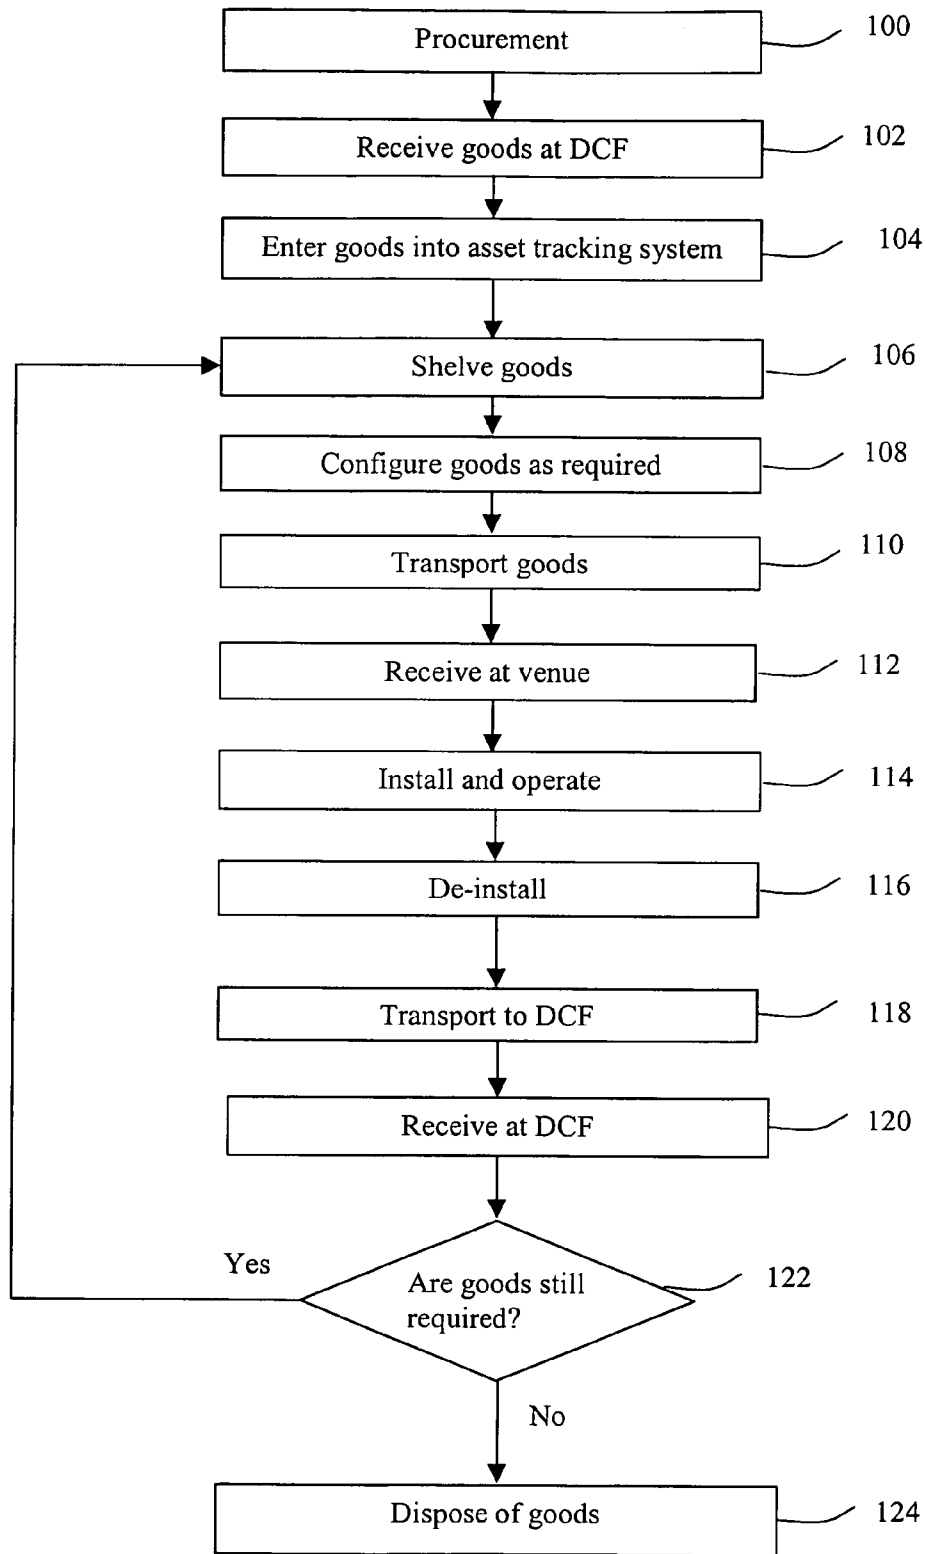 Procurement
100
Receive goods at DCF
102
Enter goods into asset tracking system
104
Shelve goods
106
Configure goods as required
108
Transport goods
110
Receive at venue
112
Install and operate
114
De-install
116
Transport to DCF
118
Receive at DCF
120
Yes
Are goods still
required?
122
No
Dispose of goods
124